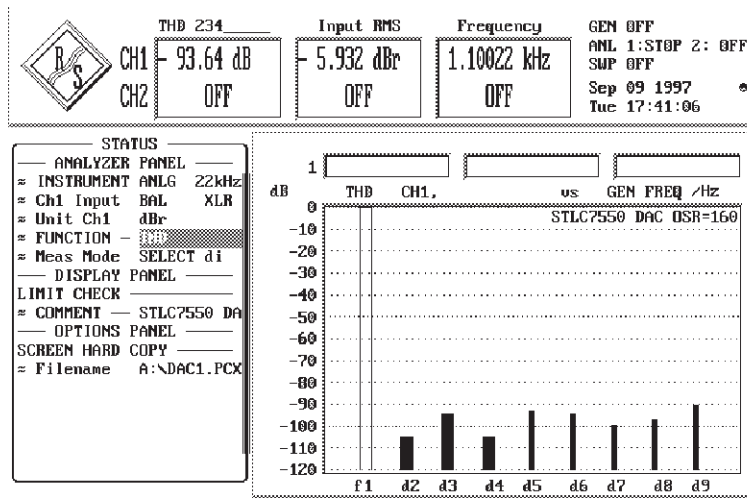 THD 234 Input RMS Frequency
R S CH1 - 93.64 dB - 5.932 dBr 1.10022 kHz
CH2 OFF OFF OFF
GEN OFF
ANL 1:STOP 2: OFF
SWP OFF
Sep 09 1997
Tue 17:41:06
STATUS
ANALYZER PANEL
≈ INSTRUMENT ANLG 22kHz
≈ Ch1 Input BAL XLR
≈ Unit Ch1 dBr
≈ FUNCTION —
≈ Meas Mode SELECT di
DISPLAY PANEL
LIMIT CHECK
≈ COMMENT — STLC7550 DA
OPTIONS PANEL
SCREEN HARD COPY
≈ Filename A:\DAC1.PCX
1
dB THD CH1, vs GEN FREQ /Hz
STLC7550 DAC OSR=160
0
-10
-20
-30
-40
-50
-60
-70
-80
-90
-100
-110
-120
f1 d2 d3 d4 d5 d6 d7 d8 d9